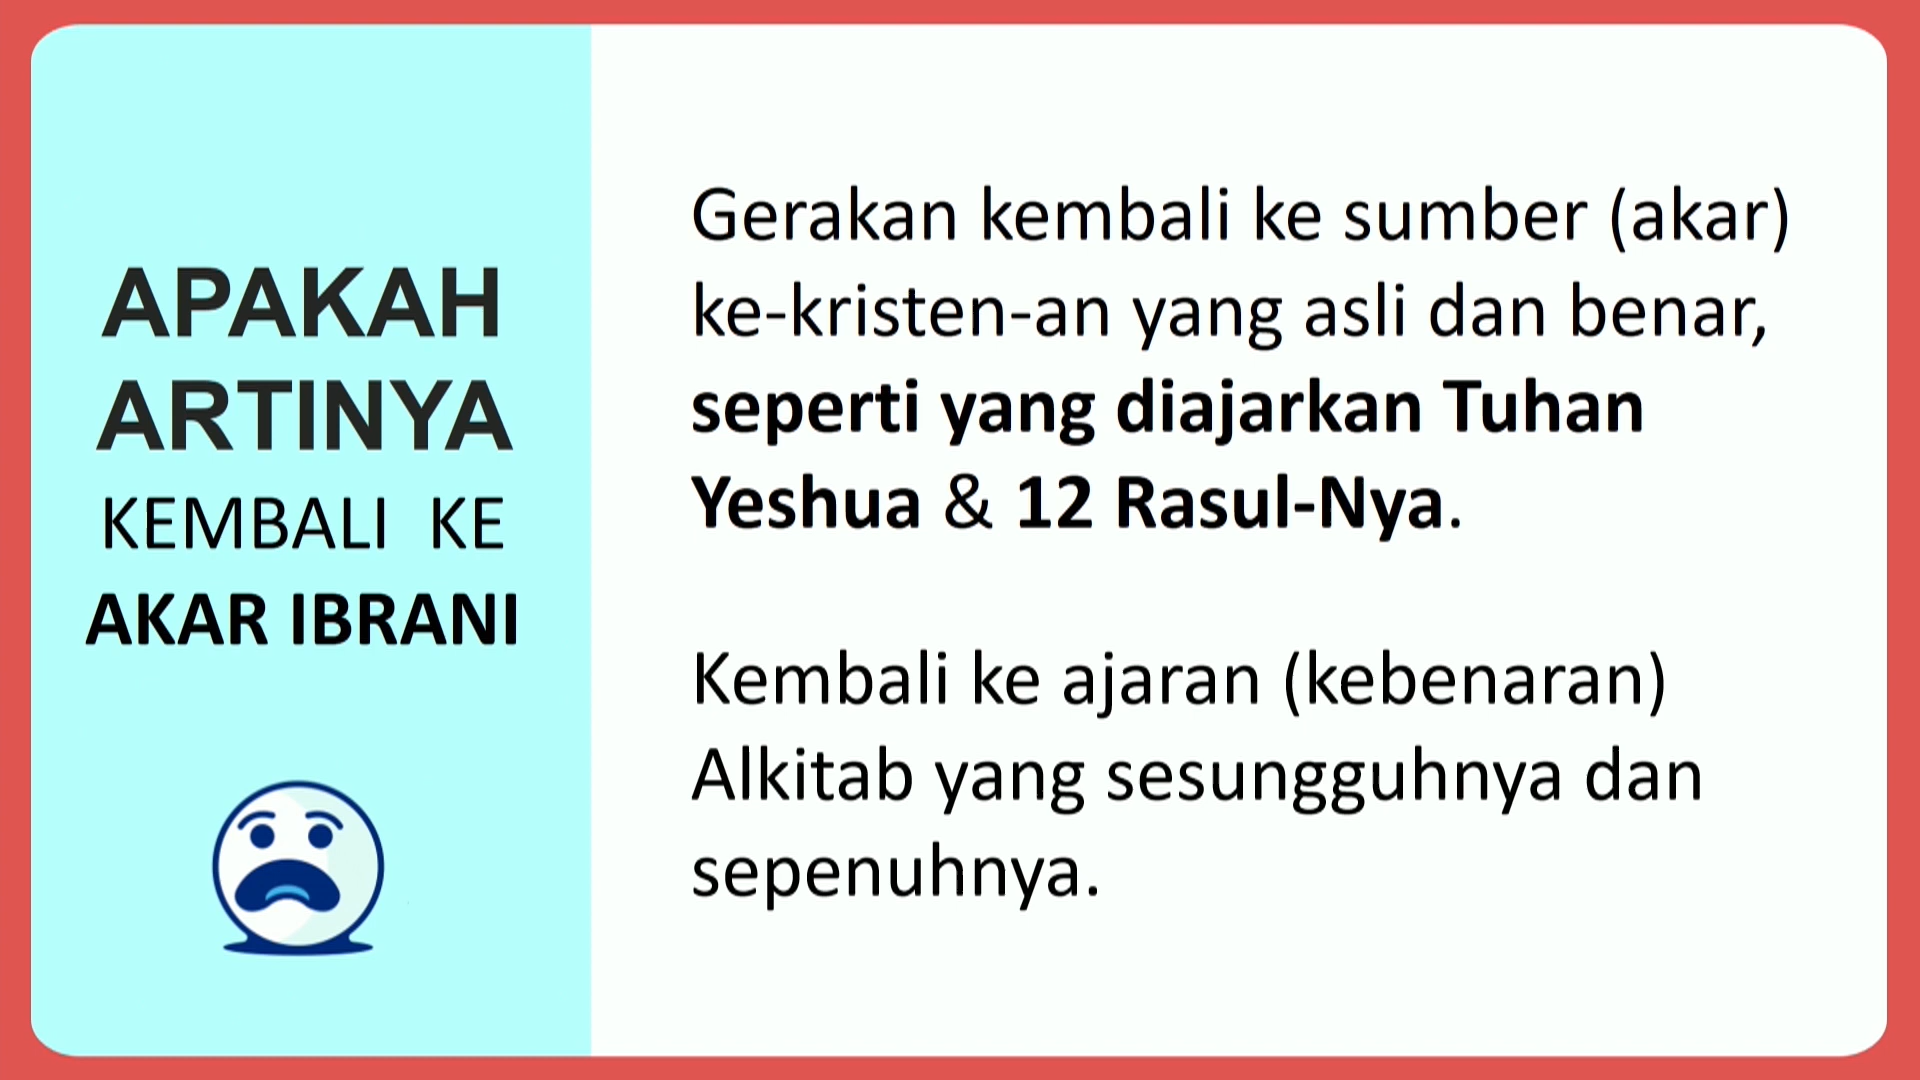 APAKAH
ARTINYA
KEMBALI KE
AKAR IBRANI
Gerakan kembali ke sumber (akar)
ke-kristen-an yang asli dan benar,
seperti yang diajarkan Tuhan
Yeshua & 12 Rasul-Nya.
Kembali ke ajaran (kebenaran)
Alkitab yang sesungguhnya dan
sepenuhnya.